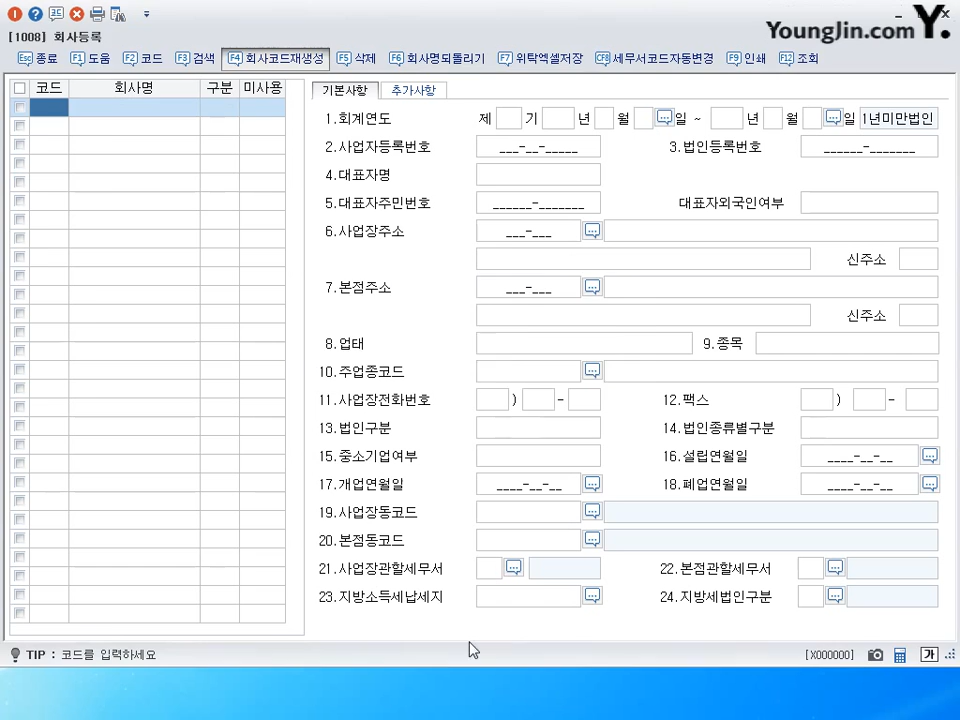 YoungJin.com Y.
[1008] 회사등록
Esc 종료 F1 도움 F2 코드 F3 검색 F4 회사코드재생성 F5 삭제 F6 회사명되돌리기 F7 위탁엑셀저장 CF8 세무서코드자동변경 F9 인쇄 F12 조회
코드 회사명 구분 미사용
기본사항 추가사항
1.회계연도 제 기 년 월 일 ~ 년 월 일 1년미만법인
2.사업자등록번호 ___-__-_____ 3.법인등록번호 ______-_______
4.대표자명
5.대표자주민번호 ______-_______ 대표자외국인여부
6.사업장주소 ___-___
신주소
7.본점주소 ___-___
신주소
8.업태 9.종목
10.주업종코드
11.사업장전화번호 ) - 12.팩스 ) -
13.법인구분 14.법인종류별구분
15.중소기업여부 16.설립연월일 ____-__-__
17.개업연월일 ____-__-__ 18.폐업연월일 ____-__-__
19.사업장동코드
20.본점동코드
21.사업장관할세무서 22.본점관할세무서
23.지방소득세납세지 24.지방세법인구분
TIP : 코드를 입력하세요 [X000000] 가